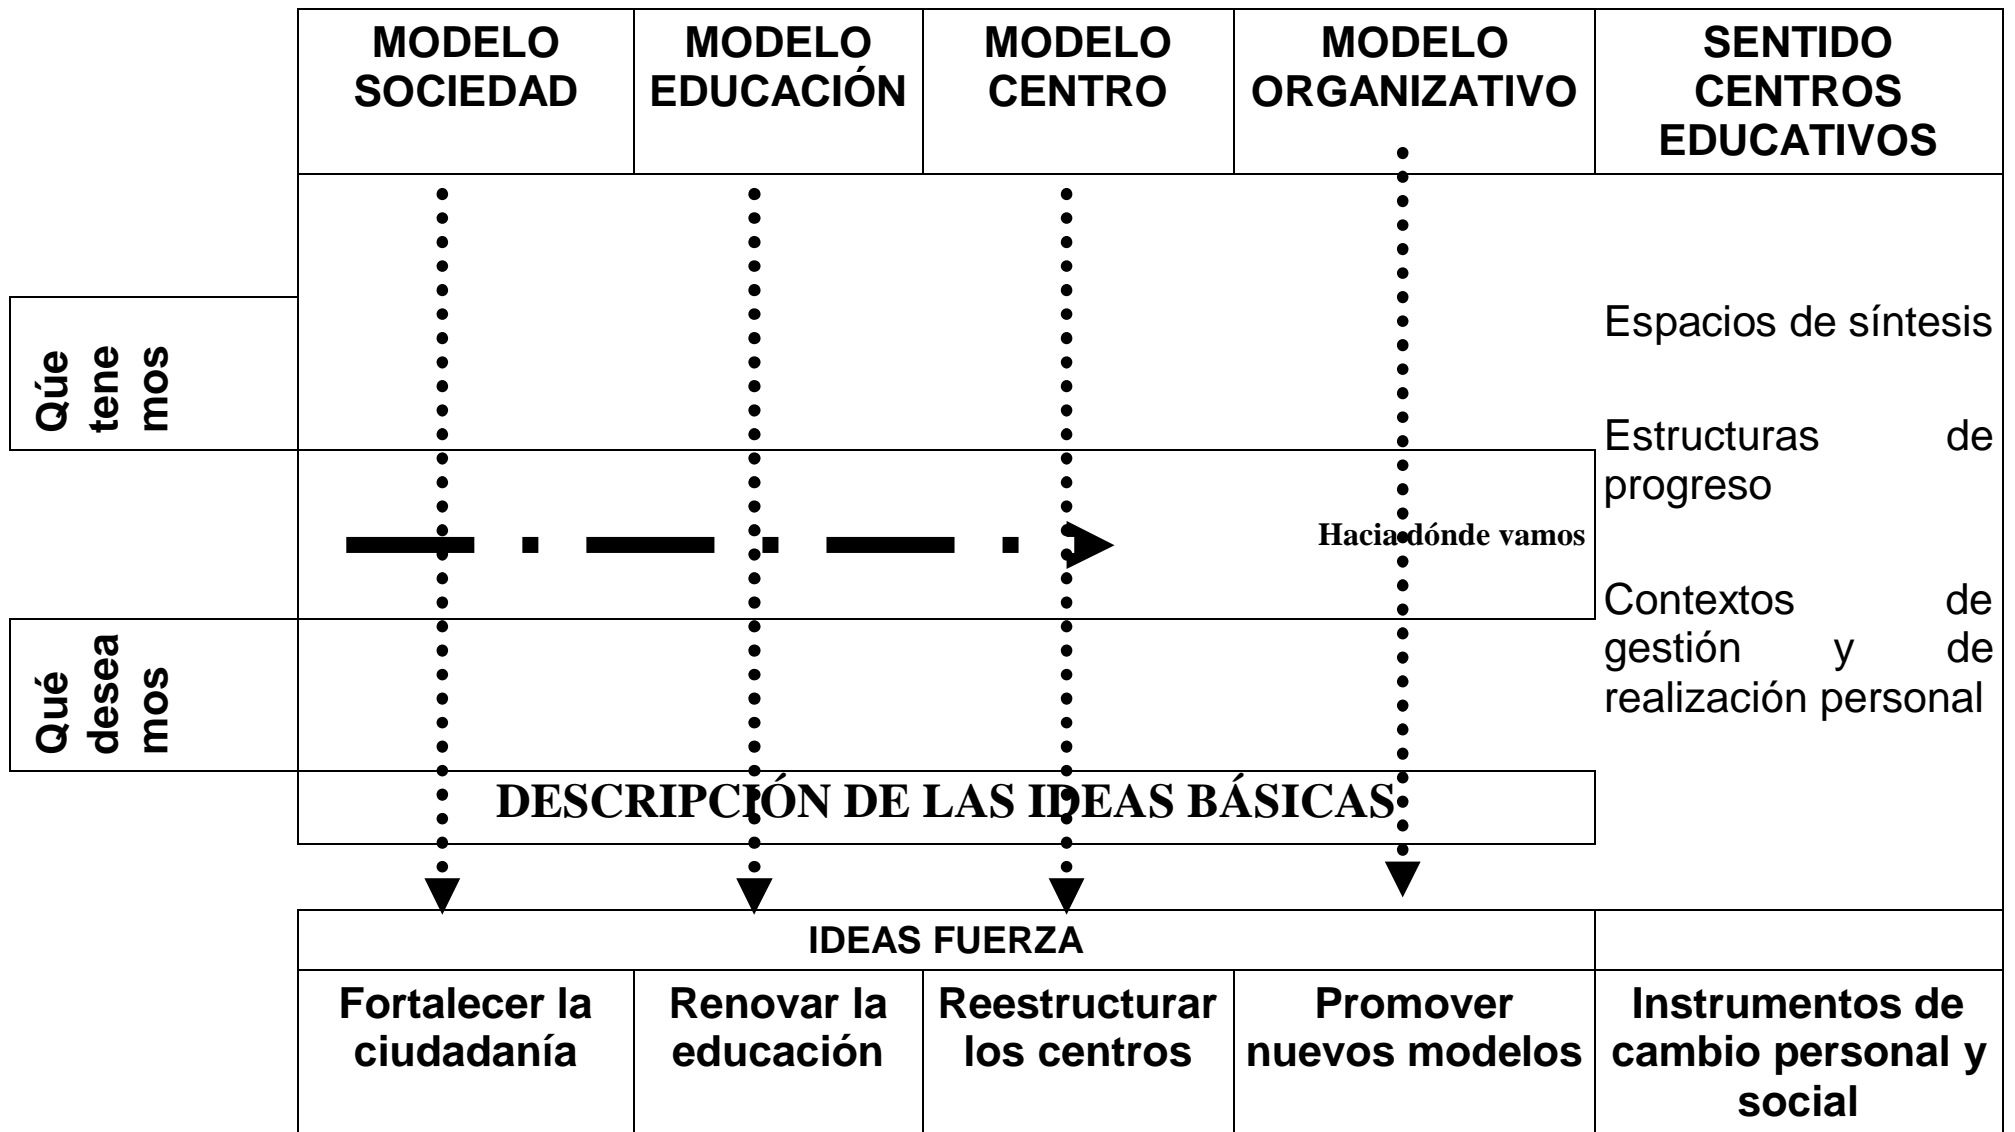 MODELO
SOCIEDAD
MODELO
EDUCACIÓN
MODELO
CENTRO
MODELO
ORGANIZATIVO
SENTIDO
CENTROS
EDUCATIVOS
Qúe
tene
mos
Espacios de síntesis
Estructuras de
progreso
Hacia dónde vamos
Contextos de
gestión y de
realización personal
Qué
desea
mos
DESCRIPCIÓN DE LAS IDEAS BÁSICAS
IDEAS FUERZA
Fortalecer la
ciudadanía
Renovar la
educación
Reestructurar
los centros
Promover
nuevos modelos
Instrumentos de
cambio personal y
social